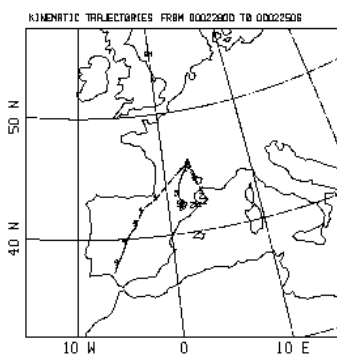 KINEMATIC TRAJECTORIES FROM 00022800 TO 00022506
50 N
40 N
10 W
0
10 E